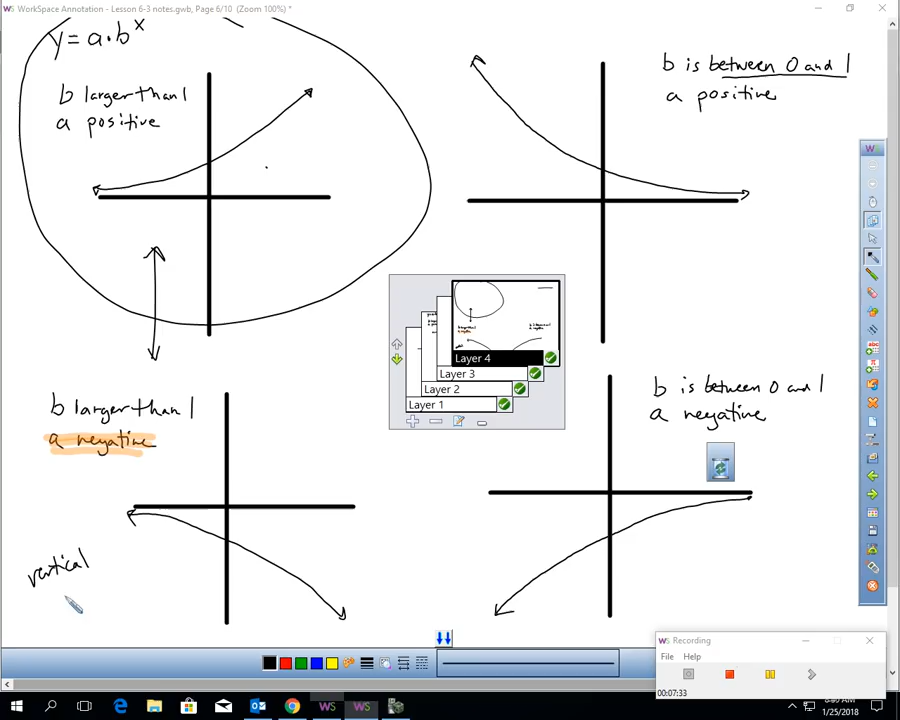 WorkSpace Annotation - Lesson 6-3 notes.gwb, Page 6/10 (Zoom 100%) *
y = a · b^x
b larger than 1
a positive
b is between 0 and 1
a positive
Layer 4
Layer 3
Layer 2
Layer 1
b larger than 1
a negative
b is between 0 and 1
a negative
vertical
Recording
File Help
00:07:33
1/25/2018